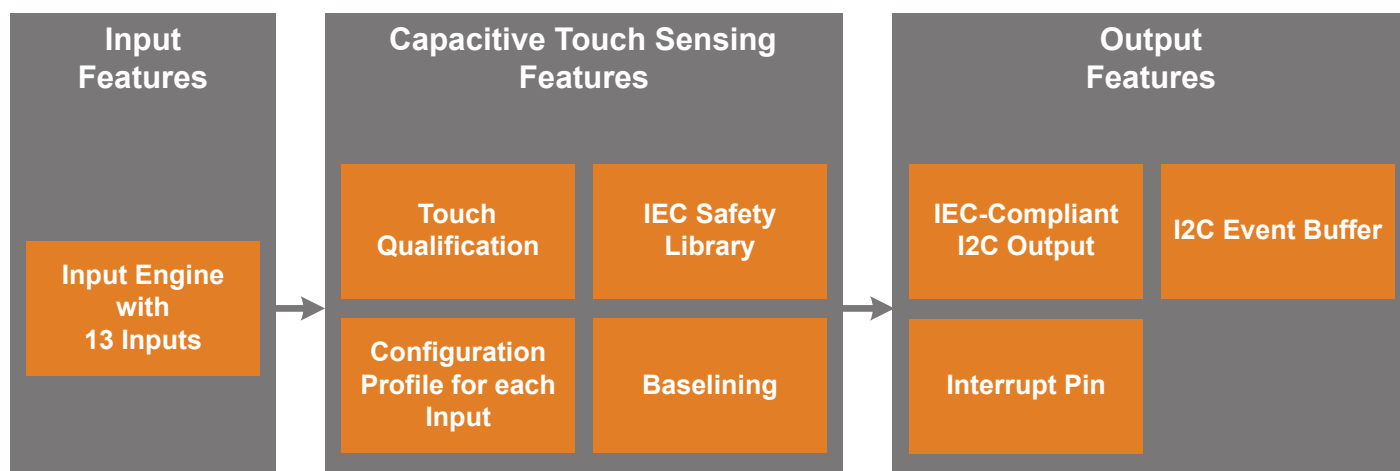 Input
Features
Input Engine
with
13 Inputs
Capacitive Touch Sensing
Features
Touch
Qualification
IEC Safety
Library
Configuration
Profile for each
Input
Baselining
Output
Features
IEC-Compliant
I2C Output
I2C Event Buffer
Interrupt Pin